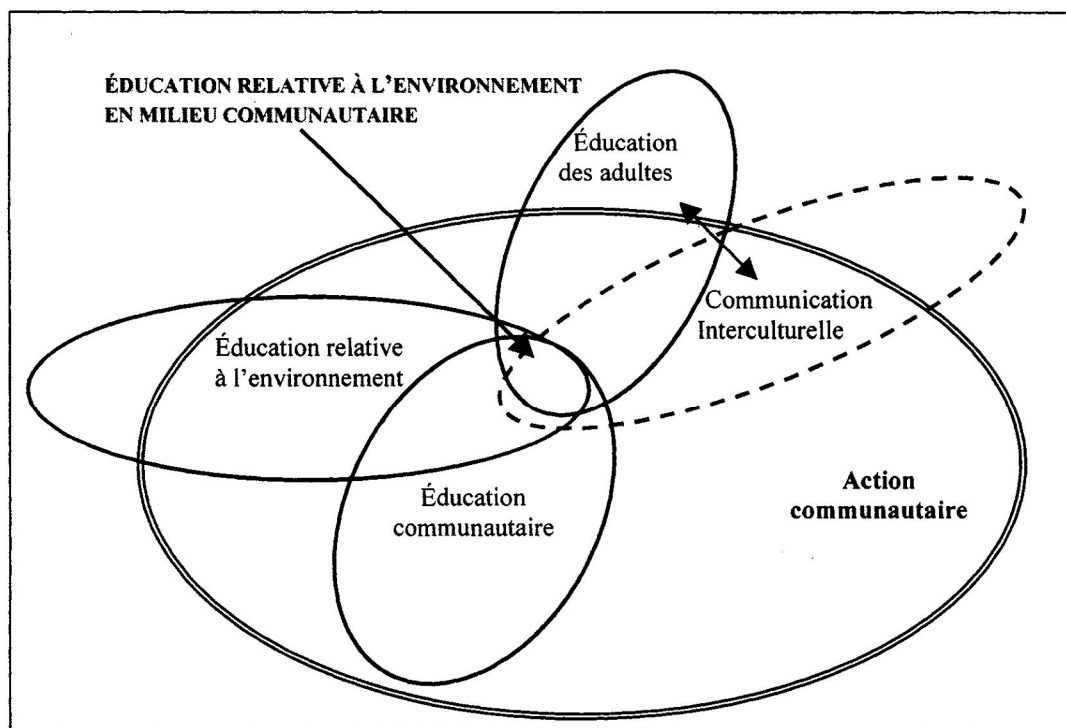 ÉDUCATION RELATIVE À L'ENVIRONNEMENT
EN MILIEU COMMUNAUTAIRE
Éducation
des adultes
Communication
Interculturelle
Éducation relative
à l'environnement
Éducation
communautaire
Action
communautaire